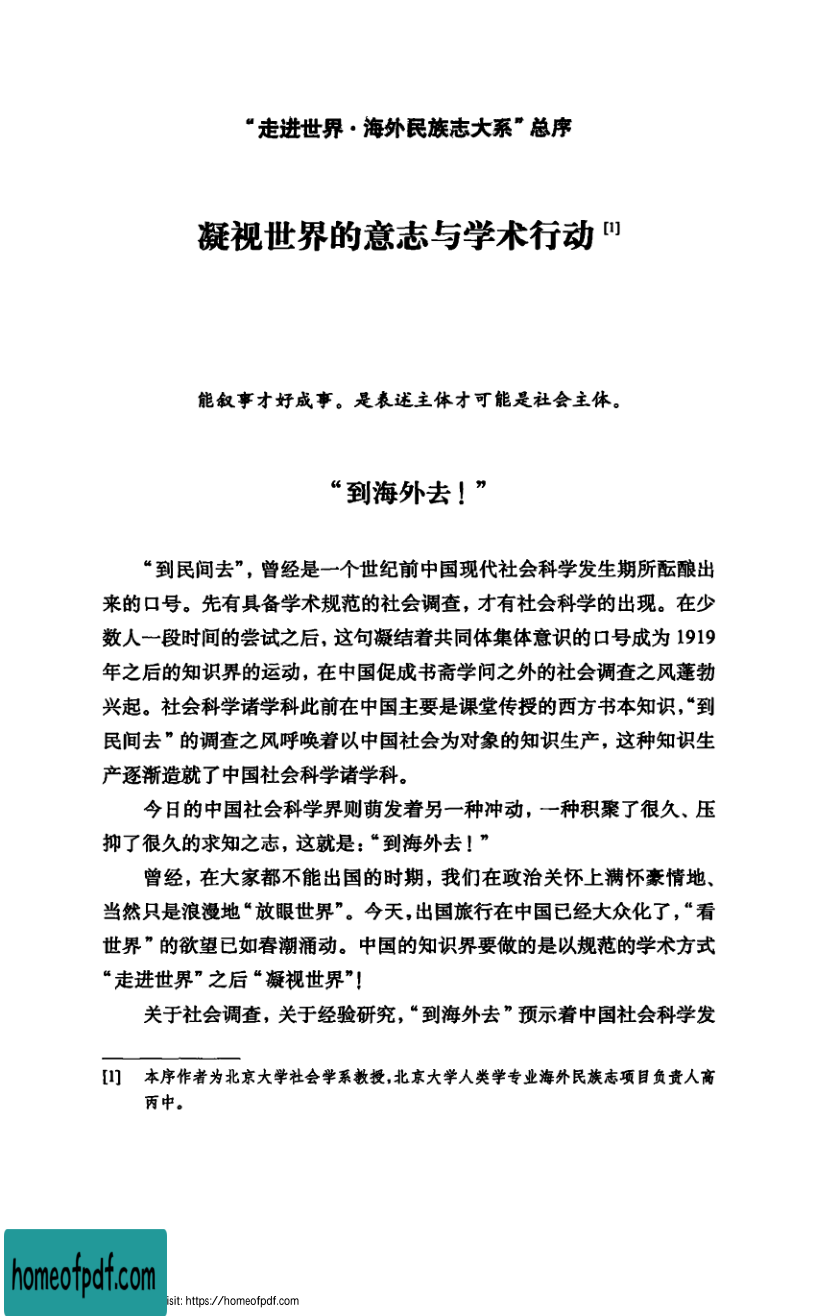 “走进世界·海外民族志大系”总序
凝视世界的意志与学术行动 [1]
能叙事才好成事。是表述主体才可能是社会主体。
“到海外去！”
“到民间去”，曾经是一个世纪前中国现代社会科学发生期所酝酿出
来的口号。先有具备学术规范的社会调查，才有社会科学的出现。在少
数人一段时间的尝试之后，这句凝结着共同体集体意识的口号成为 1919
年之后的知识界的运动，在中国促成书斋学问之外的社会调查之风蓬勃
兴起。社会科学诸学科此前在中国主要是课堂传授的西方书本知识，“到
民间去”的调查之风呼唤着以中国社会为对象的知识生产，这种知识生
产逐渐造就了中国社会科学诸学科。
今日的中国社会科学界则萌发着另一种冲动，一种积聚了很久、压
抑了很久的求知之志，这就是：“到海外去！”
曾经，在大家都不能出国的时期，我们在政治关怀上满怀豪情地、
当然只是浪漫地“放眼世界”。今天，出国旅行在中国已经大众化了，“看
世界”的欲望已如春潮涌动。中国的知识界要做的是以规范的学术方式
“走进世界”之后“凝视世界”！
关于社会调查，关于经验研究，“到海外去”预示着中国社会科学发
[1] 本序作者为北京大学社会学系教授，北京大学人类学专业海外民族志项目负责人高
丙中。
homeofpdf.com
isit: https://homeofpdf.com